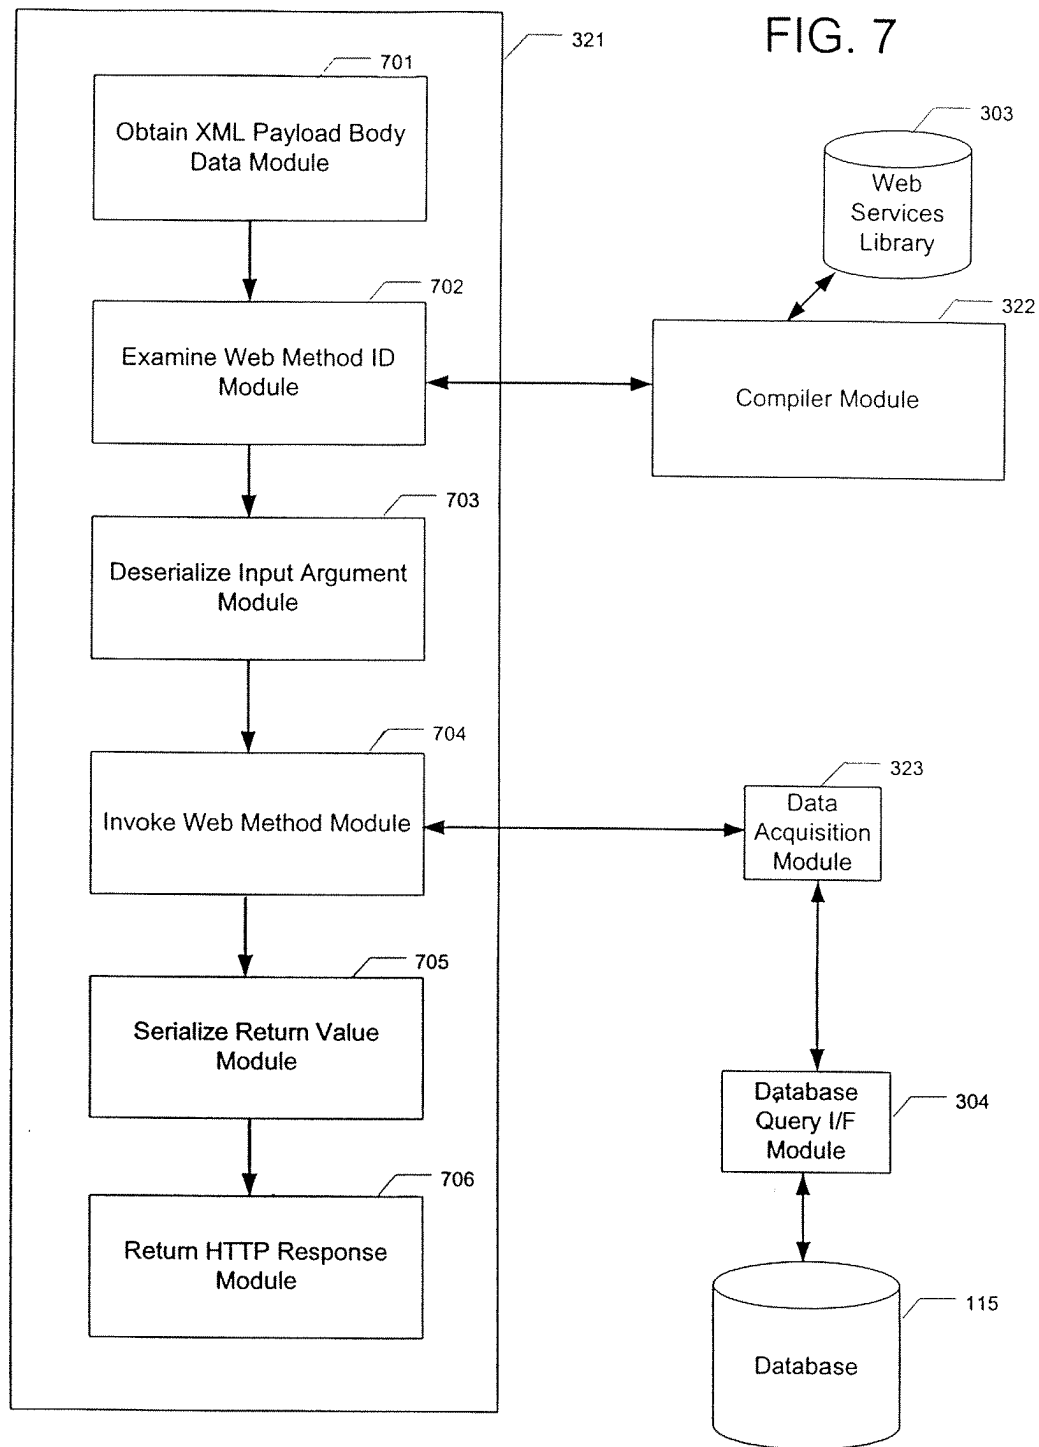 FIG. 7
321
701
Obtain XML Payload Body
Data Module
303
Web
Services
Library
702
Examine Web Method ID
Module
322
Compiler Module
703
Deserialize Input Argument
Module
704
Invoke Web Method Module
323
Data
Acquisition
Module
705
Serialize Return Value
Module
Database
Query I/F
Module
304
706
Return HTTP Response
Module
115
Database